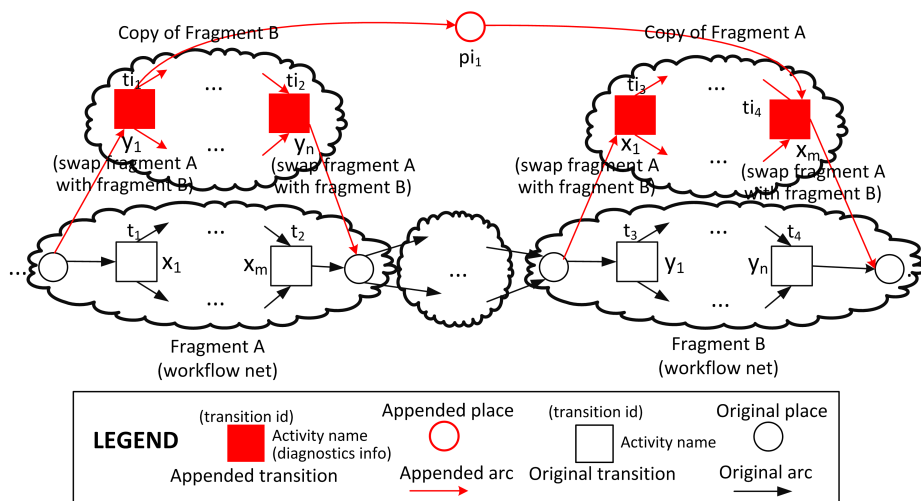 Copy of Fragment B
Copy of Fragment A
pi1
ti1
...
ti2
ti3
...
ti4
y1
...
yn
x1
...
xm
(swap fragment A
with fragment B)
(swap fragment A
with fragment B)
(swap fragment A
with fragment B)
(swap fragment A
with fragment B)
t1
...
t2
t3
...
t4
...
x1
xm
...
y1
yn
...
...
Fragment A
(workflow net)
Fragment B
(workflow net)
LEGEND
(transition id)
Activity name
(diagnostics info)
Appended transition
Appended place
Appended arc
(transition id)
Activity name
Original transition
Original place
Original arc